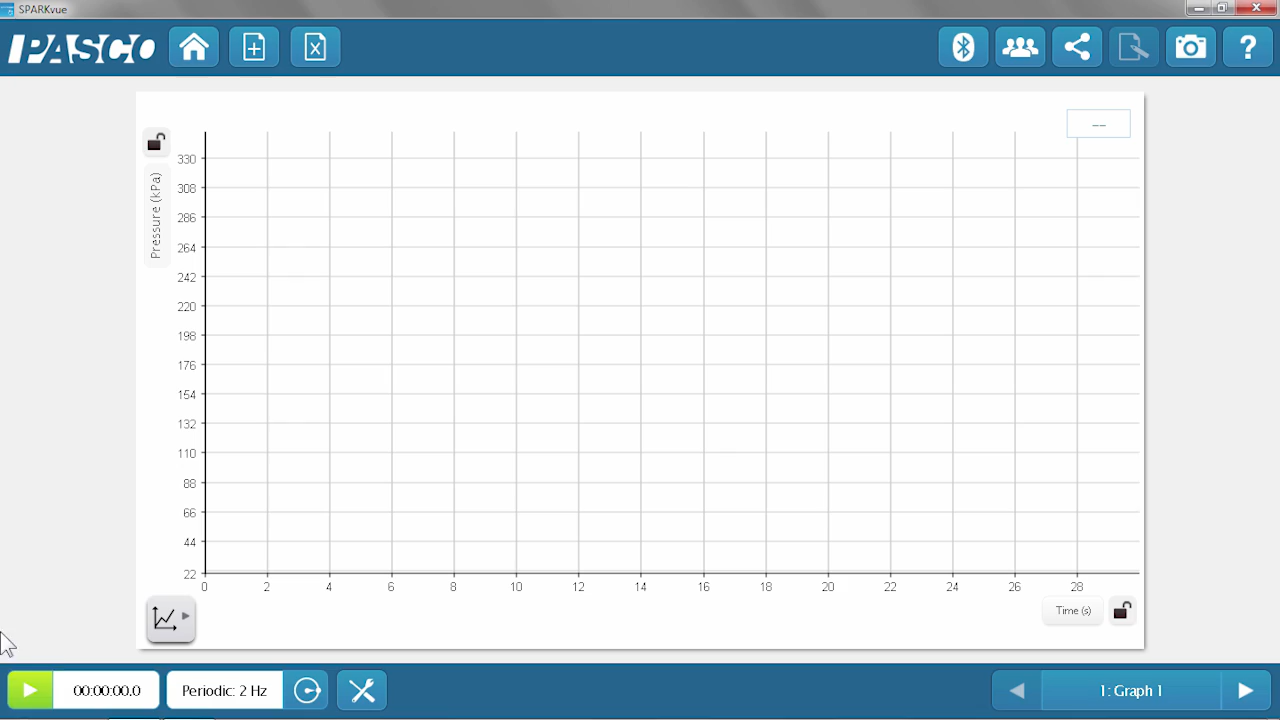 SPARKvue
PASCO
?
--
Pressure (kPa)
330
308
286
264
242
220
198
176
154
132
110
88
66
44
22
0 2 4 6 8 10 12 14 16 18 20 22 24 26 28
Time (s)
00:00:00.0
Periodic: 2 Hz
1: Graph 1